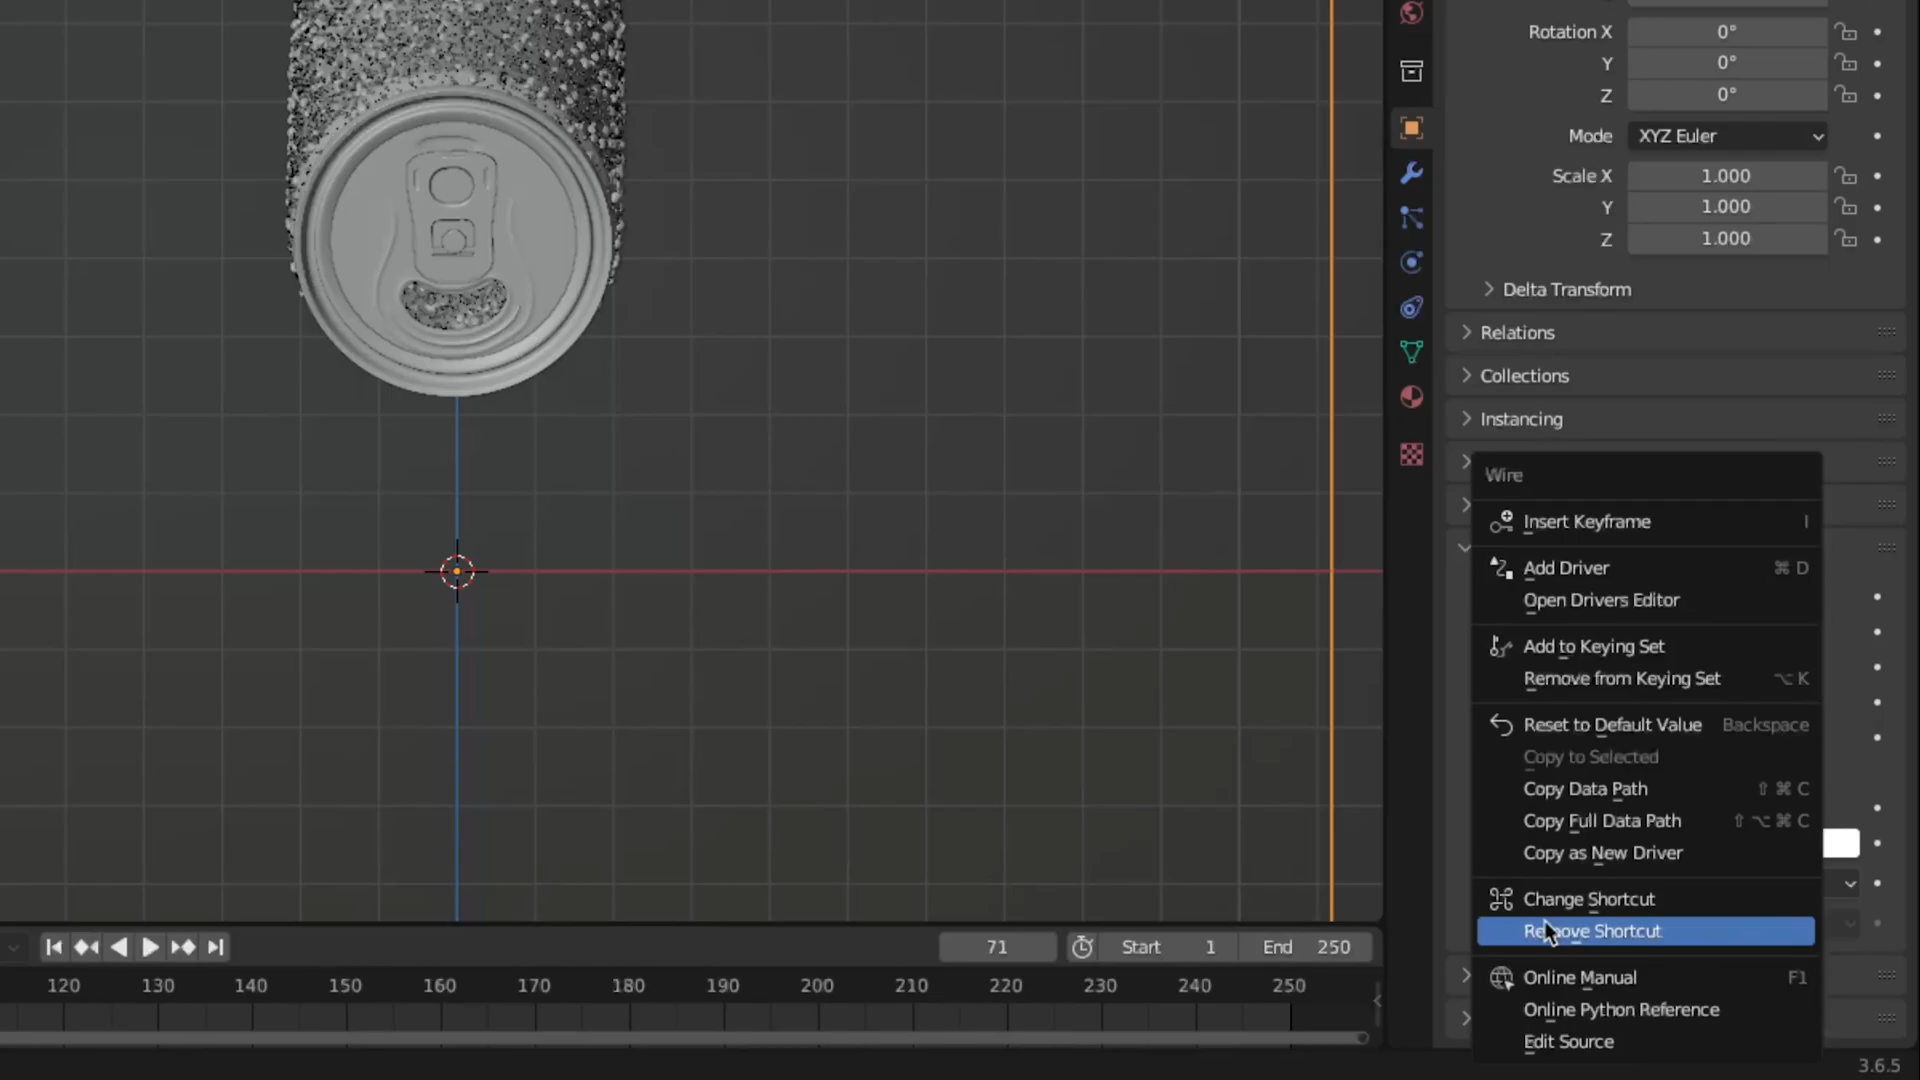 Rotation X 0°
Y 0°
Z 0°
Mode XYZ Euler
Scale X 1.000
Y 1.000
Z 1.000
Delta Transform
Relations
Collections
Instancing
Wire
Insert Keyframe I
Add Driver ⌘ D
Open Drivers Editor
Add to Keying Set
Remove from Keying Set ⌥ K
Reset to Default Value Backspace
Copy to Selected
Copy Data Path ⇧ ⌘ C
Copy Full Data Path ⇧ ⌥ ⌘ C
Copy as New Driver
Change Shortcut
Remove Shortcut
Online Manual F1
Online Python Reference
Edit Source
71 Start 1 End 250
120 130 140 150 160 170 180 190 200 210 220 230 240 250
3.6.5